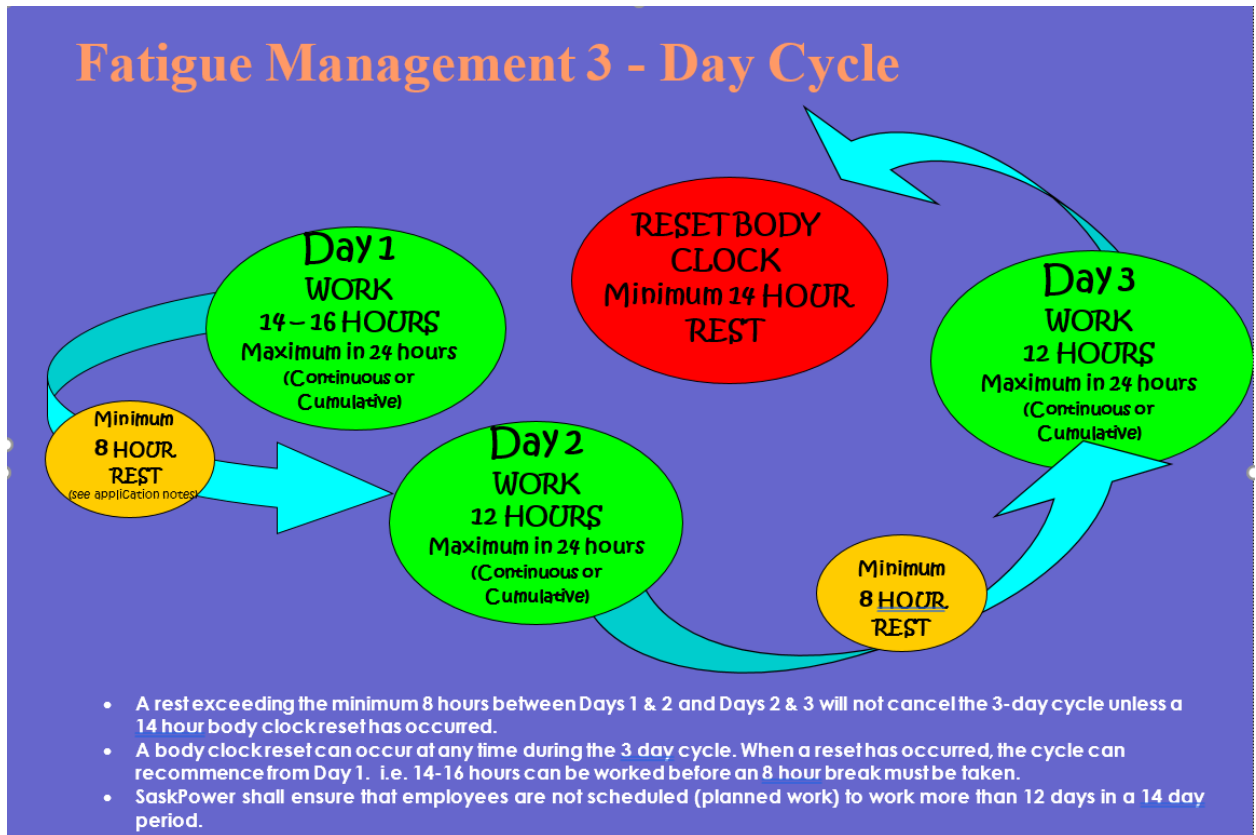 Fatigue Management 3 - Day Cycle
Day 1
WORK
14 – 16 HOURS
Maximum in 24 hours
(Continuous or
Cumulative)
Minimum
8 HOUR
REST
(see application notes)
Day 2
WORK
12 HOURS
Maximum in 24 hours
(Continuous or
Cumulative)
Minimum
8 HOUR
REST
Day 3
WORK
12 HOURS
Maximum in 24 hours
(Continuous or
Cumulative)
RESET BODY
CLOCK
Minimum 14 HOUR
REST
• A rest exceeding the minimum 8 hours between Days 1 & 2 and Days 2 & 3 will not cancel the 3-day cycle unless a
14 hour body clock reset has occurred.
• A body clock reset can occur at any time during the 3 day cycle. When a reset has occurred, the cycle can
recommence from Day 1. i.e. 14-16 hours can be worked before an 8 hour break must be taken.
• SaskPower shall ensure that employees are not scheduled (planned work) to work more than 12 days in a 14 day
period.